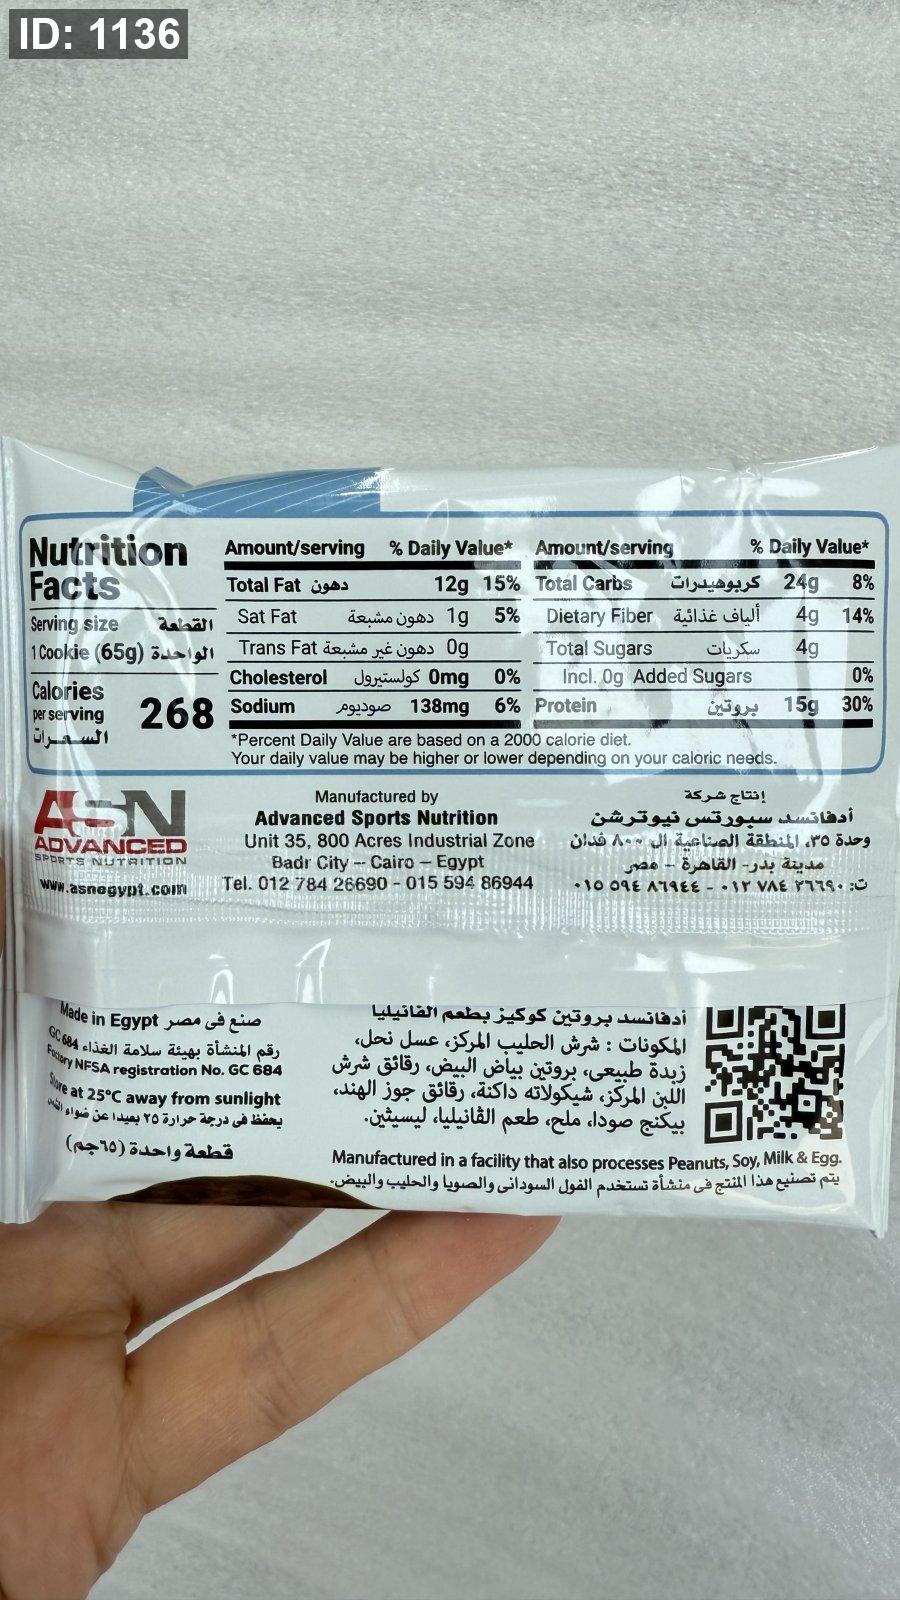 ID: 1136
Nutrition
Facts
Serving size القطعة
1 Cookie (65g) الواحدة
Calories
per serving 268
السعرات
Amount/serving % Daily Value*
Total Fat دهون 12g 15%
Sat Fat دهون مشبعة 1g 5%
Trans Fat دهون غير مشبعة 0g
Cholesterol كولستيرول 0mg 0%
Sodium صوديوم 138mg 6%
Amount/serving % Daily Value*
Total Carbs كربوهيدرات 24g 8%
Dietary Fiber ألياف غذائية 4g 14%
Total Sugars سكريات 4g
Incl. 0g Added Sugars 0%
Protein بروتين 15g 30%
*Percent Daily Value are based on a 2000 calorie diet.
Your daily value may be higher or lower depending on your caloric needs.
ASN
ADVANCED
SPORTS NUTRITION
www.asnegypt.com
Manufactured by
Advanced Sports Nutrition
Unit 35, 800 Acres Industrial Zone
Badr City – Cairo – Egypt
Tel. 012 784 26690 - 015 594 86944
إنتاج شركة
أدفانسد سبورتس نيوترشن
وحدة ٣٥، المنطقة الصناعية ال ٨٠٠ فدان
مدينة بدر- القاهرة - مصر
ت: ٠١٢ ٧٨٤ ٢٦٦٩٠ - ٠١٥ ٥٩٤ ٨٦٩٤٤
Made in Egypt صنع فى مصر
رقم المنشأة بهيئة سلامة الغذاء GC 684
Factory NFSA registration No. GC 684
Store at 25°C away from sunlight
يحفظ فى درجة حرارة ٢٥ بعيدا عن ضواء
قطعة واحدة (٦٥جم)
أدفانسد بروتين كوكيز بطعم الڤانيليا
المكونات : شرش الحليب المركز، عسل نحل،
زبدة طبيعى، بروتين بياض البيض، رقائق شرش
اللبن المركز، شيكولاته داكنة، رقائق جوز الهند،
بيكنج صودا، ملح، طعم الڤانيليا، ليسيثين.
Manufactured in a facility that also processes Peanuts, Soy, Milk & Egg.
يتم تصنيع هذا المنتج فى منشأة تستخدم الفول السودانى والصويا والحليب والبيض.